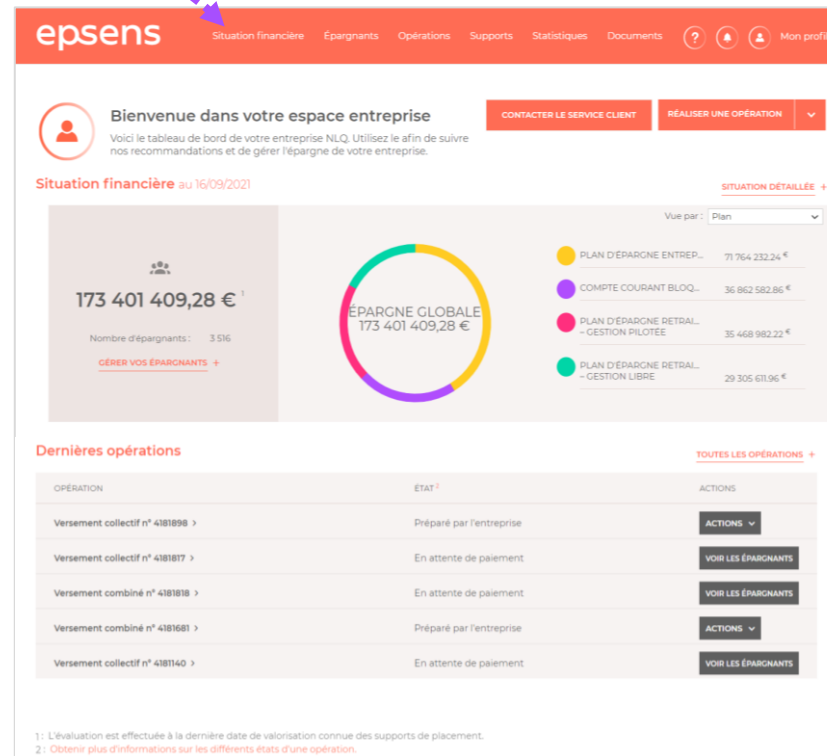 epsens
Situation financière Épargnants Opérations Supports Statistiques Documents ? Mon profil
Bienvenue dans votre espace entreprise
Voici le tableau de bord de votre entreprise NLQ. Utilisez le afin de suivre
nos recommandations et de gérer l'épargne de votre entreprise.
CONTACTER LE SERVICE CLIENT
RÉALISER UNE OPÉRATION
Situation financière au 16/09/2021
SITUATION DÉTAILLÉE +
173 401 409,28 € 1
Nombre d'épargnants : 3 516
GÉRER VOS ÉPARGNANTS +
ÉPARGNE GLOBALE
173 401 409,28 €
Vue par : Plan
PLAN D'ÉPARGNE ENTREP... 71 764 232.24 €
COMPTE COURANT BLOQ... 36 862 582.86 €
PLAN D'ÉPARGNE RETRAI...
– GESTION PILOTÉE 35 468 982.22 €
PLAN D'ÉPARGNE RETRAI...
– GESTION LIBRE 29 305 611.96 €
Dernières opérations
TOUTES LES OPÉRATIONS +
OPÉRATION ÉTAT 2 ACTIONS
Versement collectif n° 4181898 > Préparé par l'entreprise ACTIONS
Versement collectif n° 4181817 > En attente de paiement VOIR LES ÉPARGNANTS
Versement combiné n° 4181818 > En attente de paiement VOIR LES ÉPARGNANTS
Versement combiné n° 4181681 > Préparé par l'entreprise ACTIONS
Versement collectif n° 4181140 > En attente de paiement VOIR LES ÉPARGNANTS
1 : L'évaluation est effectuée à la dernière date de valorisation connue des supports de placement.
2 : Obtenir plus d'informations sur les différents états d'une opération.